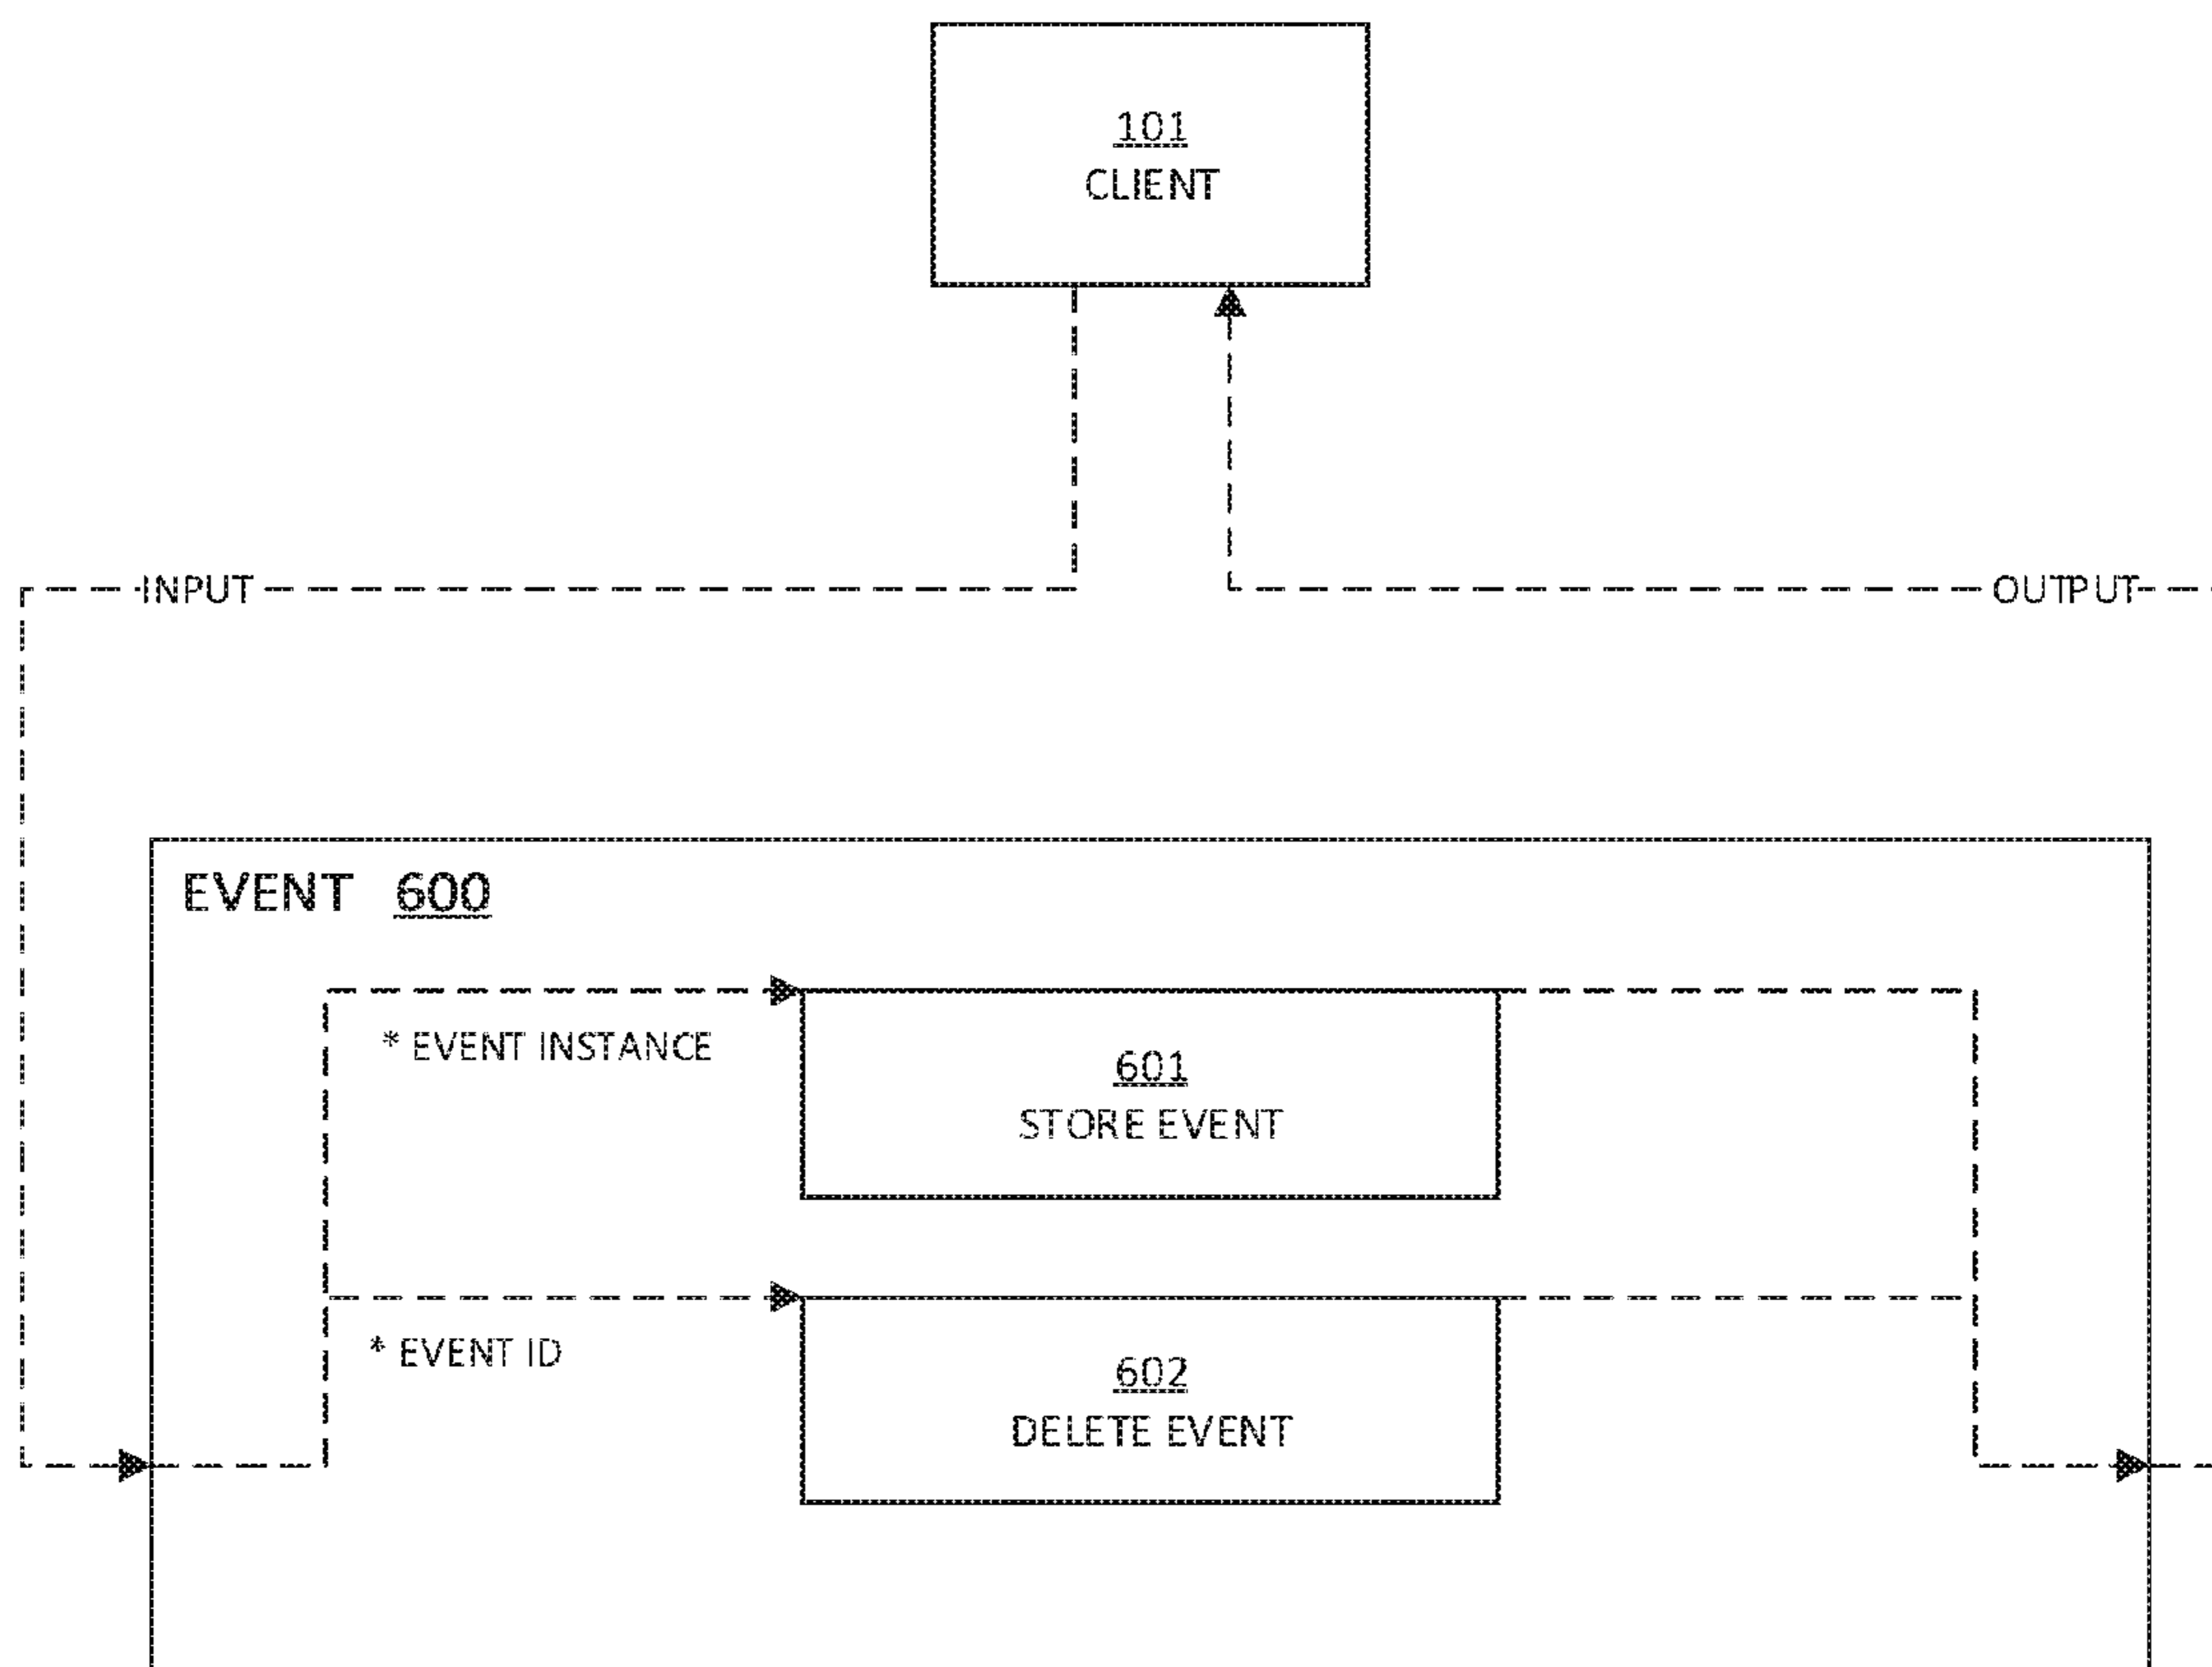 101
CLIENT
INPUT
OUTPUT
EVENT 600
* EVENT INSTANCE
601
STORE EVENT
* EVENT ID
602
DELETE EVENT